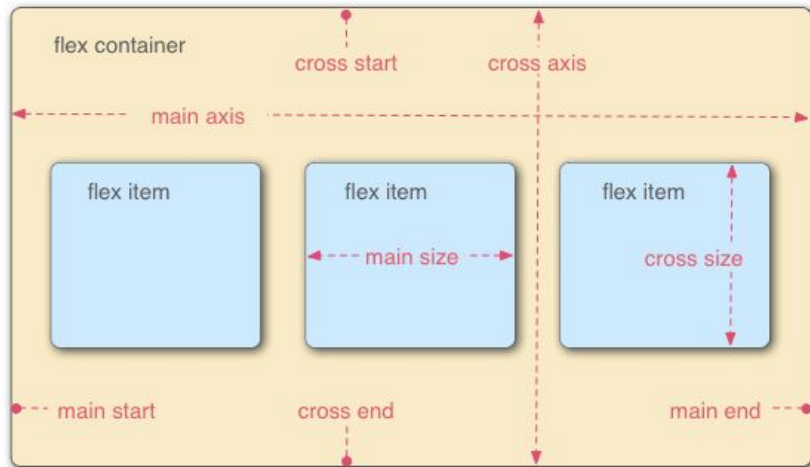 flex container
cross start
cross axis
main axis
flex item
flex item
flex item
main size
cross size
main start
cross end
main end